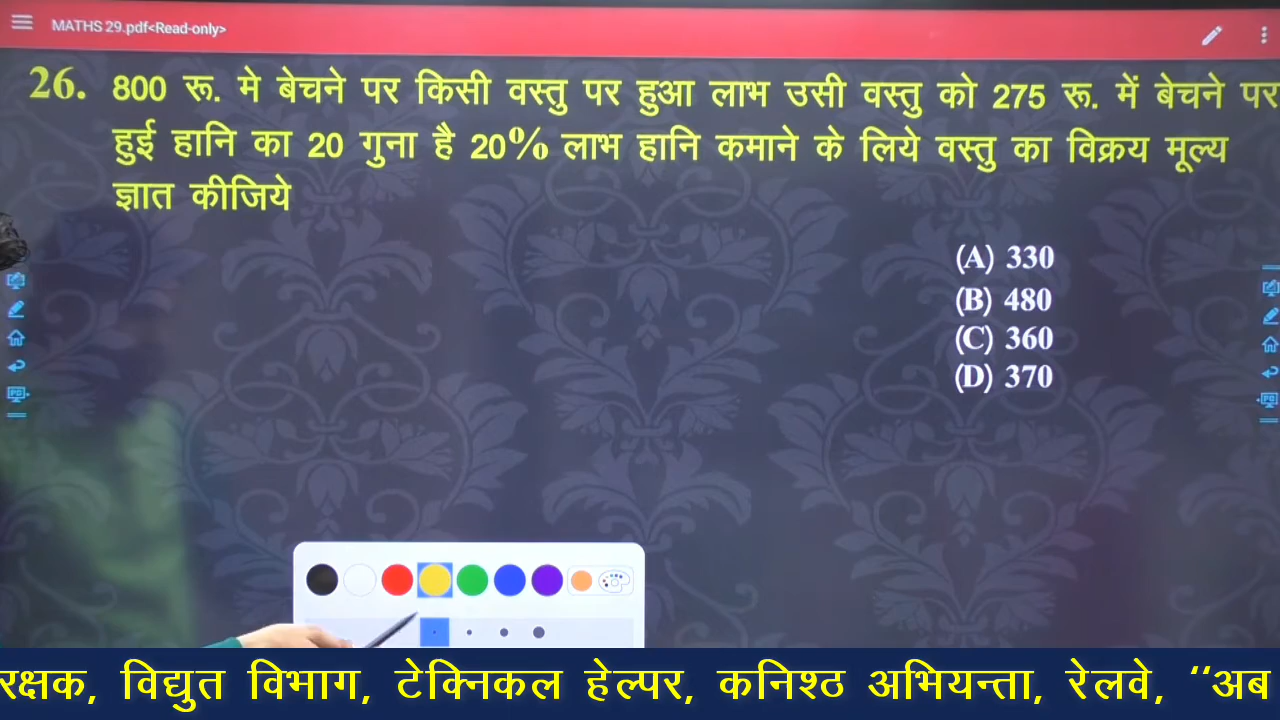 MATHS 29.pdf<Read-only>
26. 800 रू. मे बेचने पर किसी वस्तु पर हुआ लाभ उसी वस्तु को 275 रू. में बेचने पर
हुई हानि का 20 गुना है 20% लाभ हानि कमाने के लिये वस्तु का विक्रय मूल्य
ज्ञात कीजिये
(A) 330
(B) 480
(C) 360
(D) 370
रक्षक, विद्युत विभाग, टेक्निकल हेल्पर, कनिश्ठ अभियन्ता, रेलवे, ‘‘अब